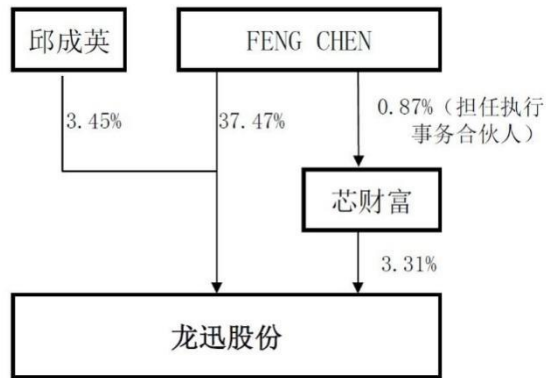 邱成英
FENG CHEN
3.45%
37.47%
0.87%（担任执行
事务合伙人）
芯财富
3.31%
龙迅股份